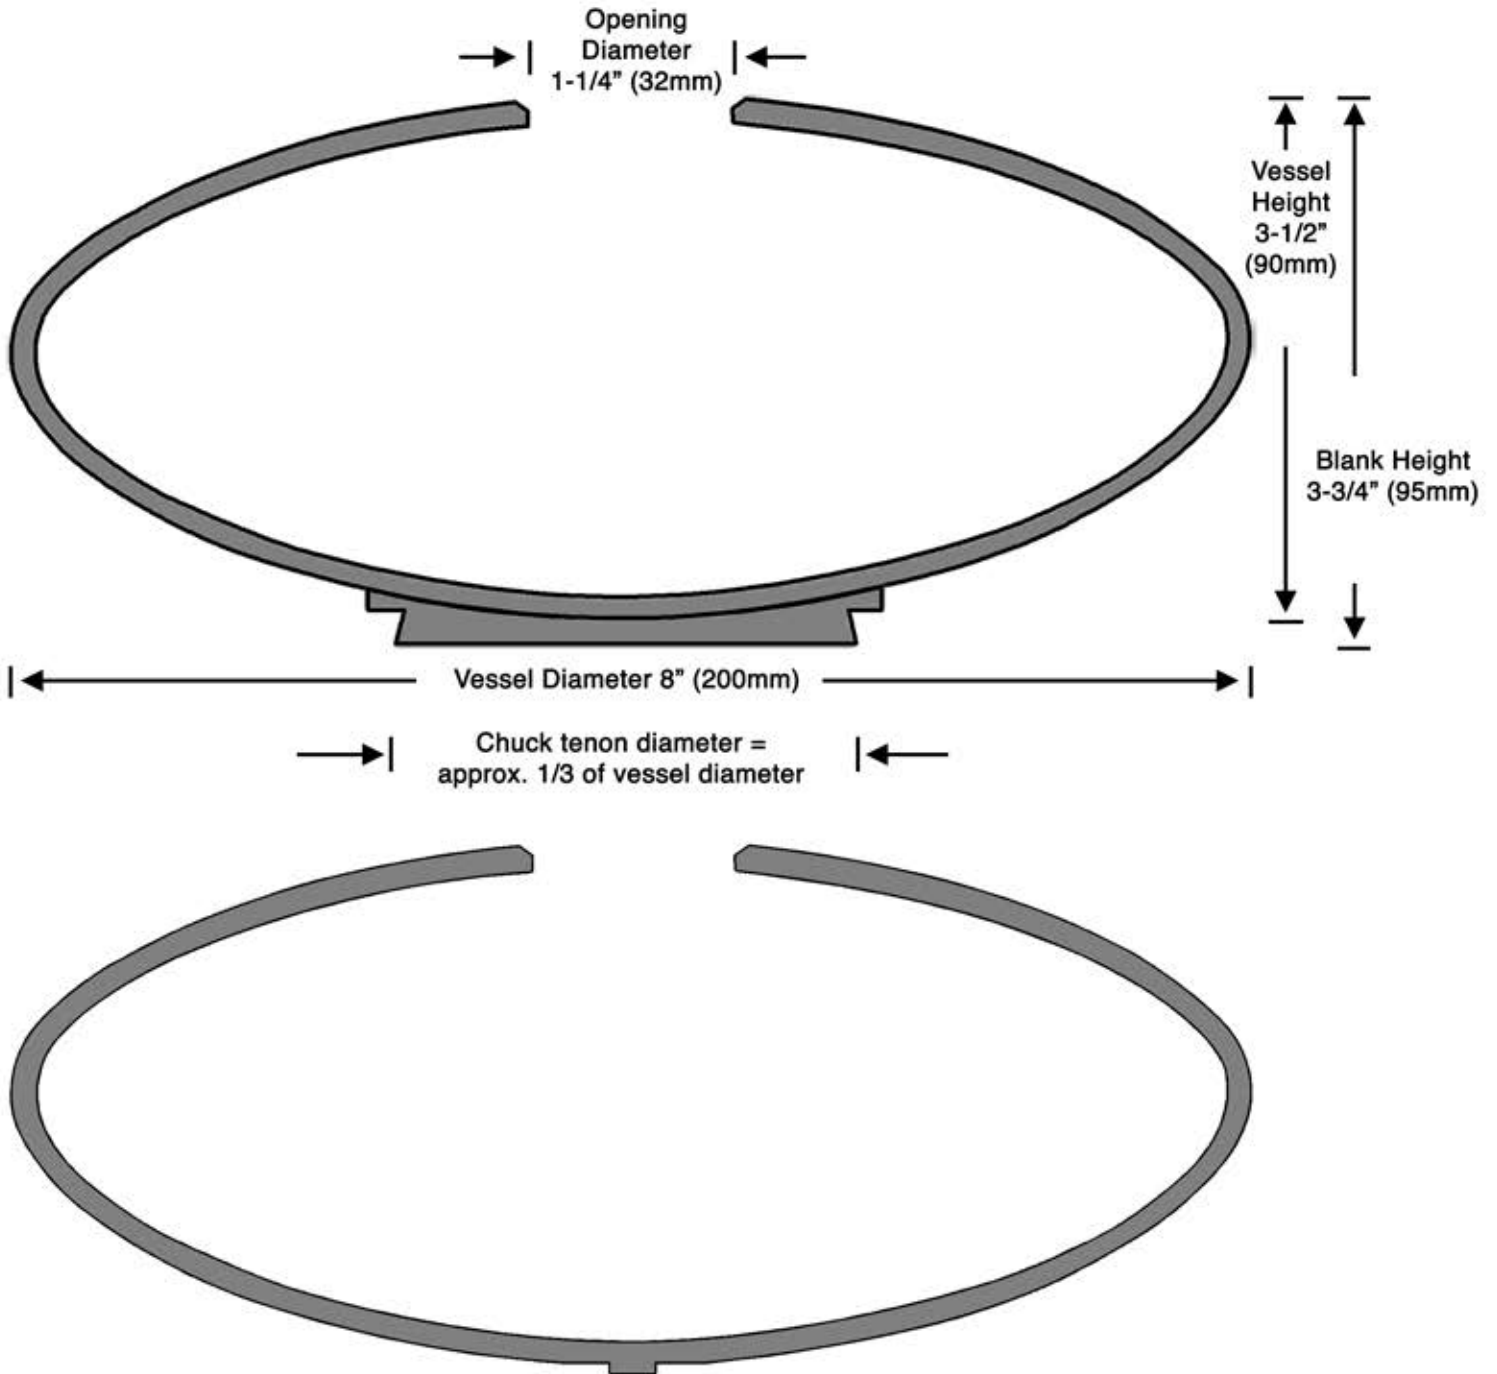 Opening
Diameter
1-1/4” (32mm)
Vessel
Height
3-1/2”
(90mm)
Blank Height
3-3/4” (95mm)
Vessel Diameter 8” (200mm)
Chuck tenon diameter =
approx. 1/3 of vessel diameter